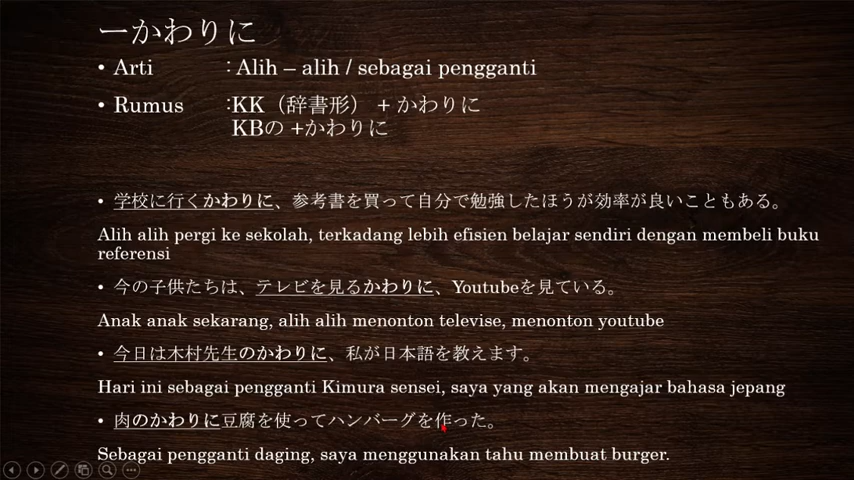 ーかわりに
• Arti : Alih – alih / sebagai pengganti
• Rumus :KK（辞書形） + かわりに
KBの +かわりに
• 学校に行くかわりに、参考書を買って自分で勉強したほうが効率が良いこともある。
Alih alih pergi ke sekolah, terkadang lebih efisien belajar sendiri dengan membeli buku
referensi
• 今の子供たちは、テレビを見るかわりに、Youtubeを見ている。
Anak anak sekarang, alih alih menonton televise, menonton youtube
• 今日は木村先生のかわりに、私が日本語を教えます。
Hari ini sebagai pengganti Kimura sensei, saya yang akan mengajar bahasa jepang
• 肉のかわりに豆腐を使ってハンバーグを作った。
Sebagai pengganti daging, saya menggunakan tahu membuat burger.